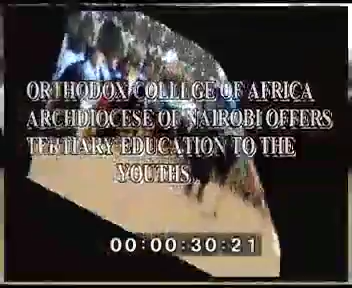 ORTHODOX COLLEGE OF AFRICA
ARCHDIOCESE OF NAIROBI OFFERS
TERTIARY EDUCATION TO THE
YOUTHS..
00:00:30:21